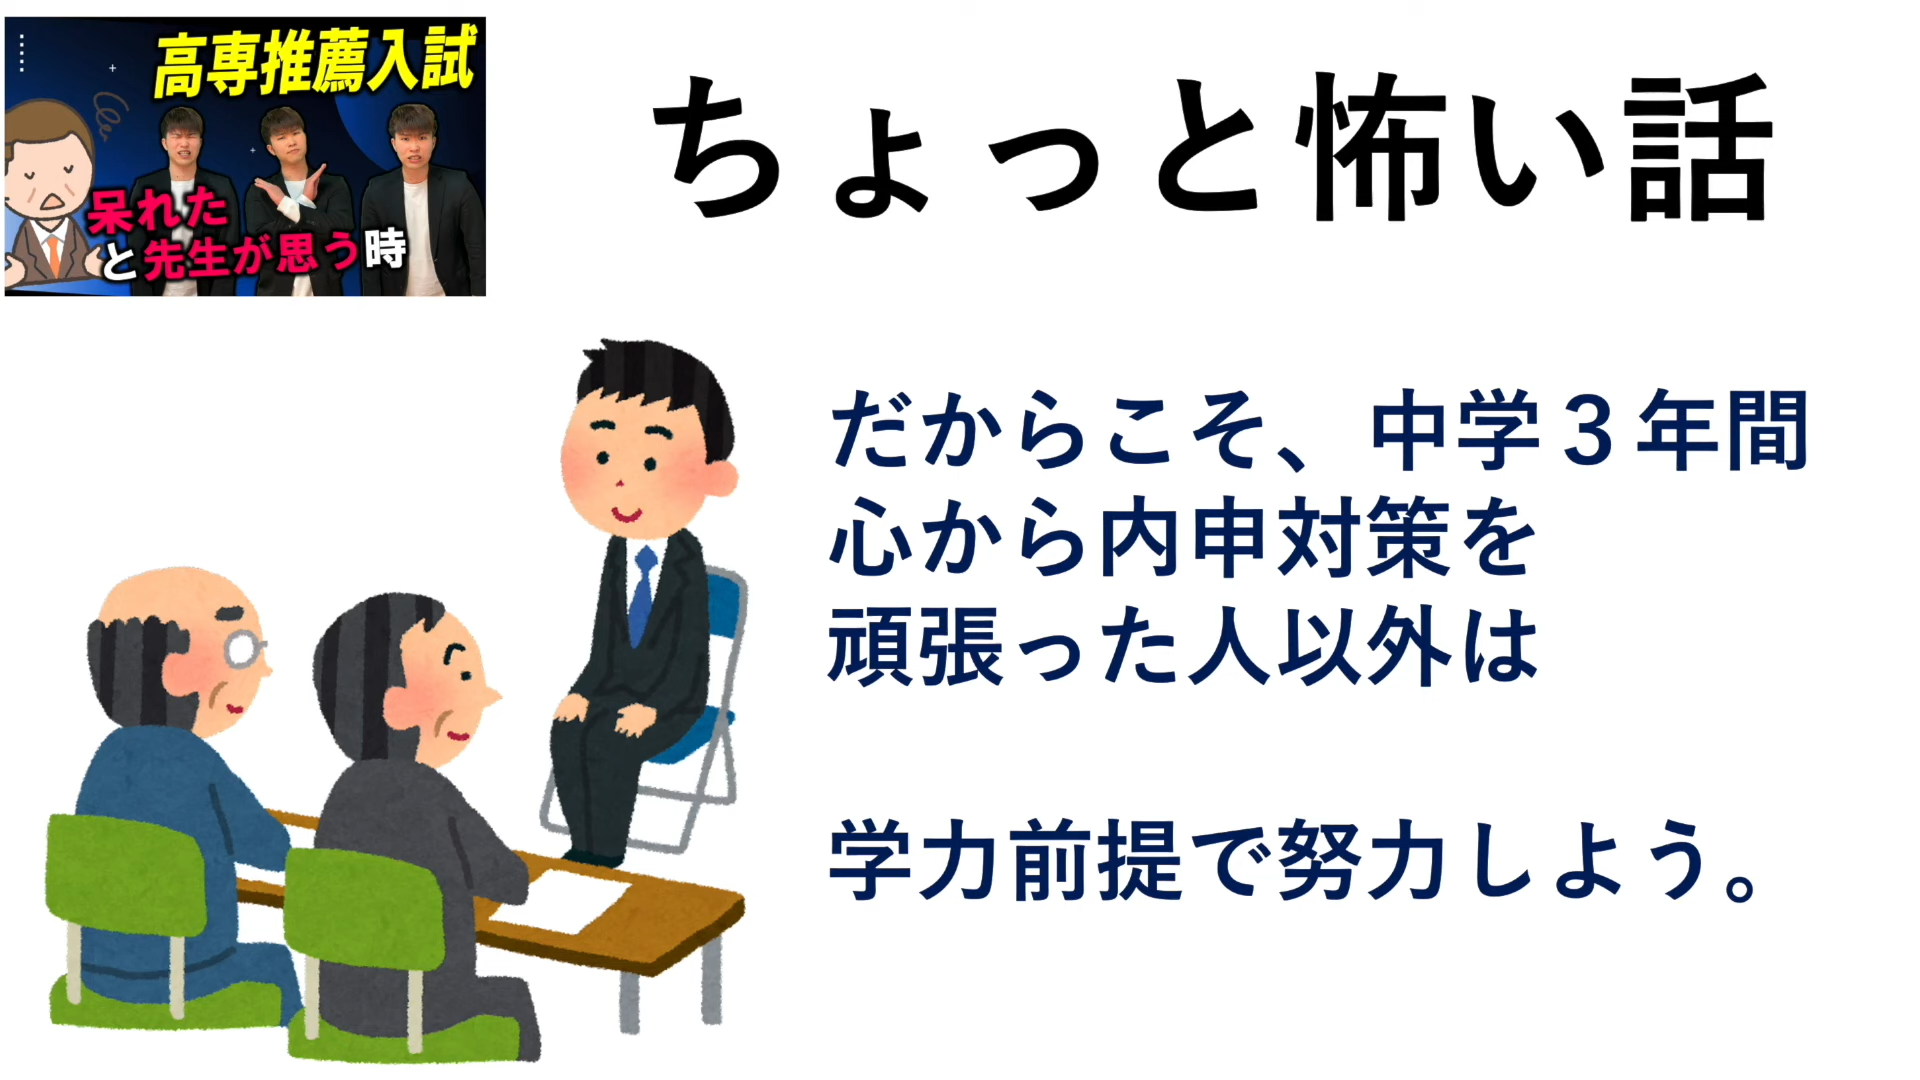 高専推薦入試
呆れた
と先生が思う時
ちょっと怖い話
だからこそ、中学３年間
心から内申対策を
頑張った人以外は
学力前提で努力しよう。